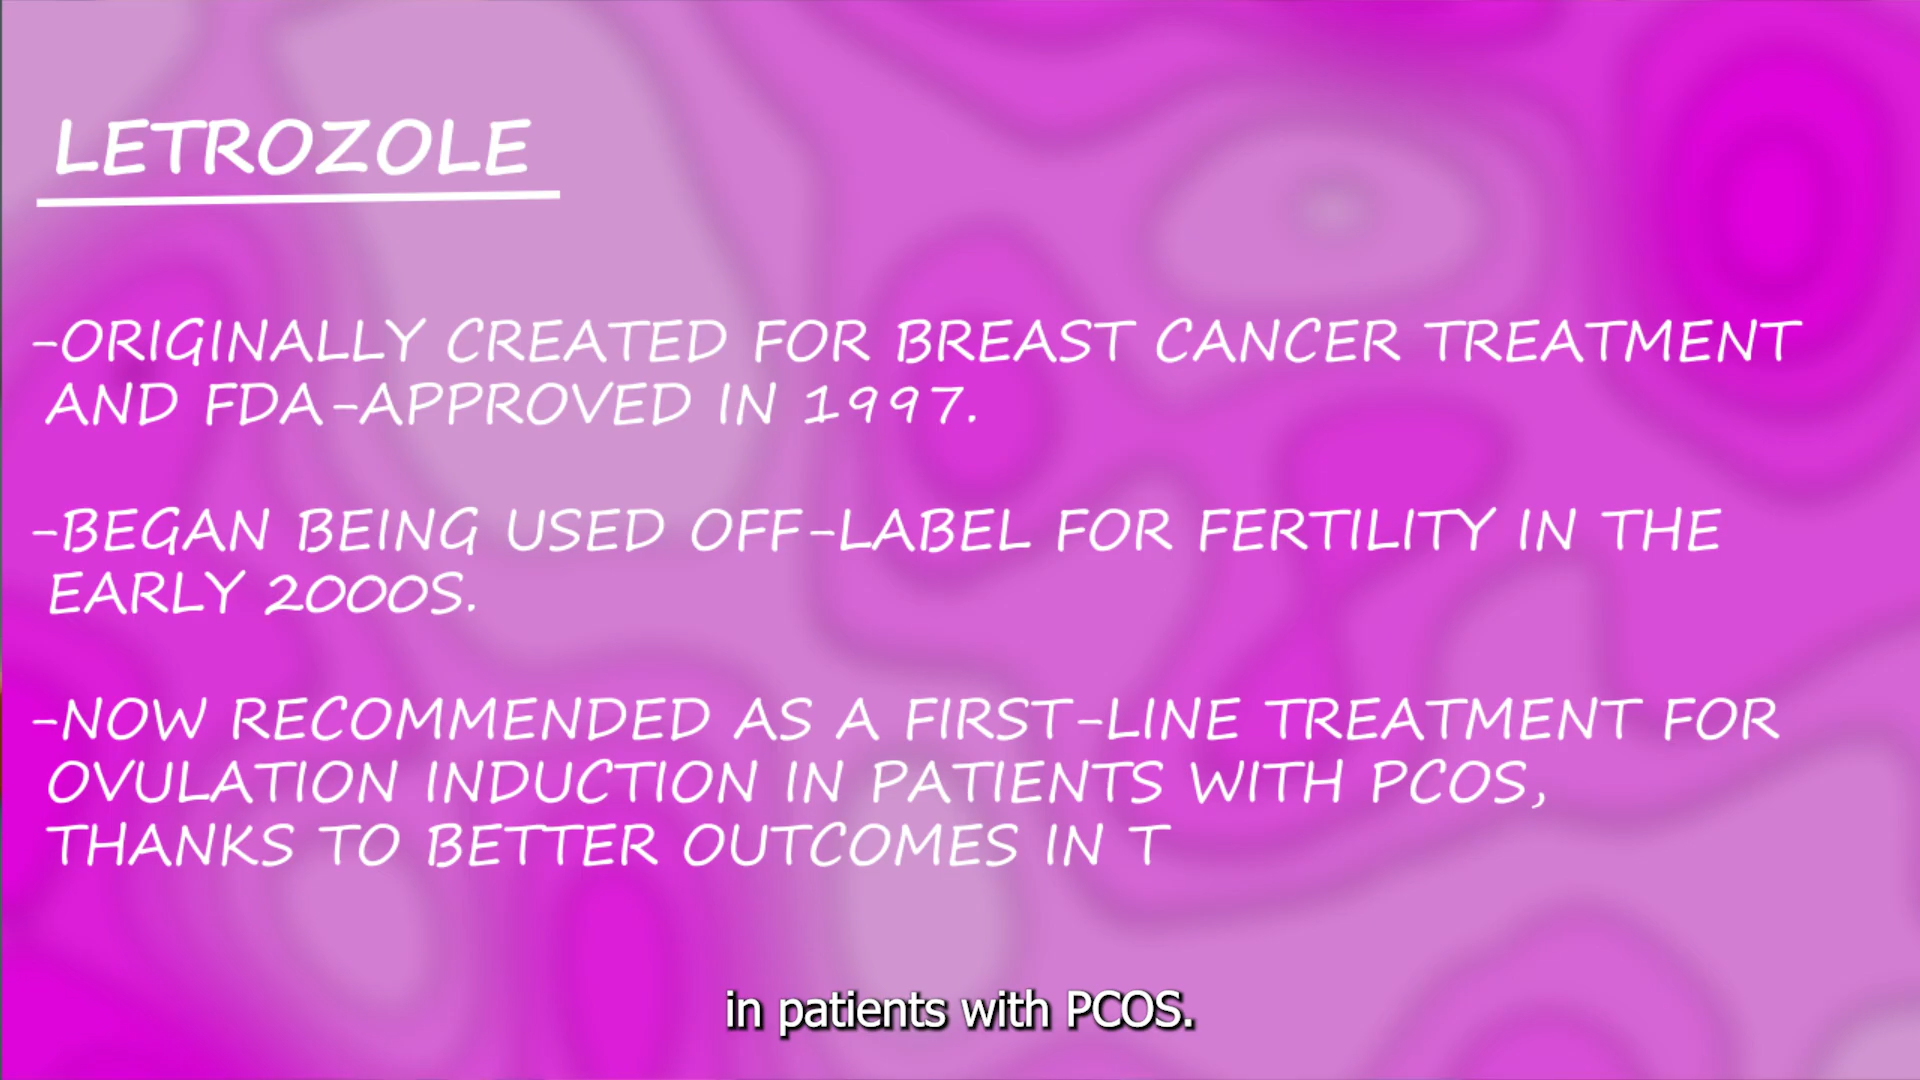 LETROZOLE
-ORIGINALLY CREATED FOR BREAST CANCER TREATMENT
AND FDA-APPROVED IN 1997.
-BEGAN BEING USED OFF-LABEL FOR FERTILITY IN THE
EARLY 2000S.
-NOW RECOMMENDED AS A FIRST-LINE TREATMENT FOR
OVULATION INDUCTION IN PATIENTS WITH PCOS,
THANKS TO BETTER OUTCOMES IN T
in patients with PCOS.